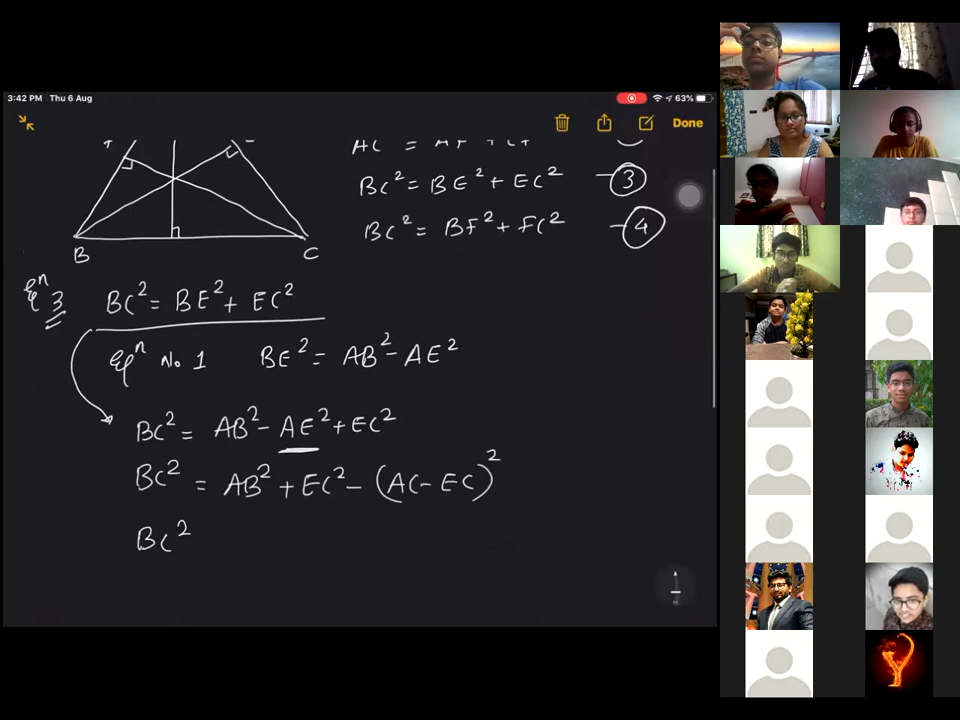 3:42 PM Thu 6 Aug
63%
Done
BC² = BE² + EC² —③
BC² = BF² + FC² —④
B C
Eqⁿ 3 BC² = BE² + EC²
Eqⁿ No 1 BE² = AB² - AE²
BC² = AB² - AE² + EC²
BC² = AB² + EC² - (AC - EC)²
BC²